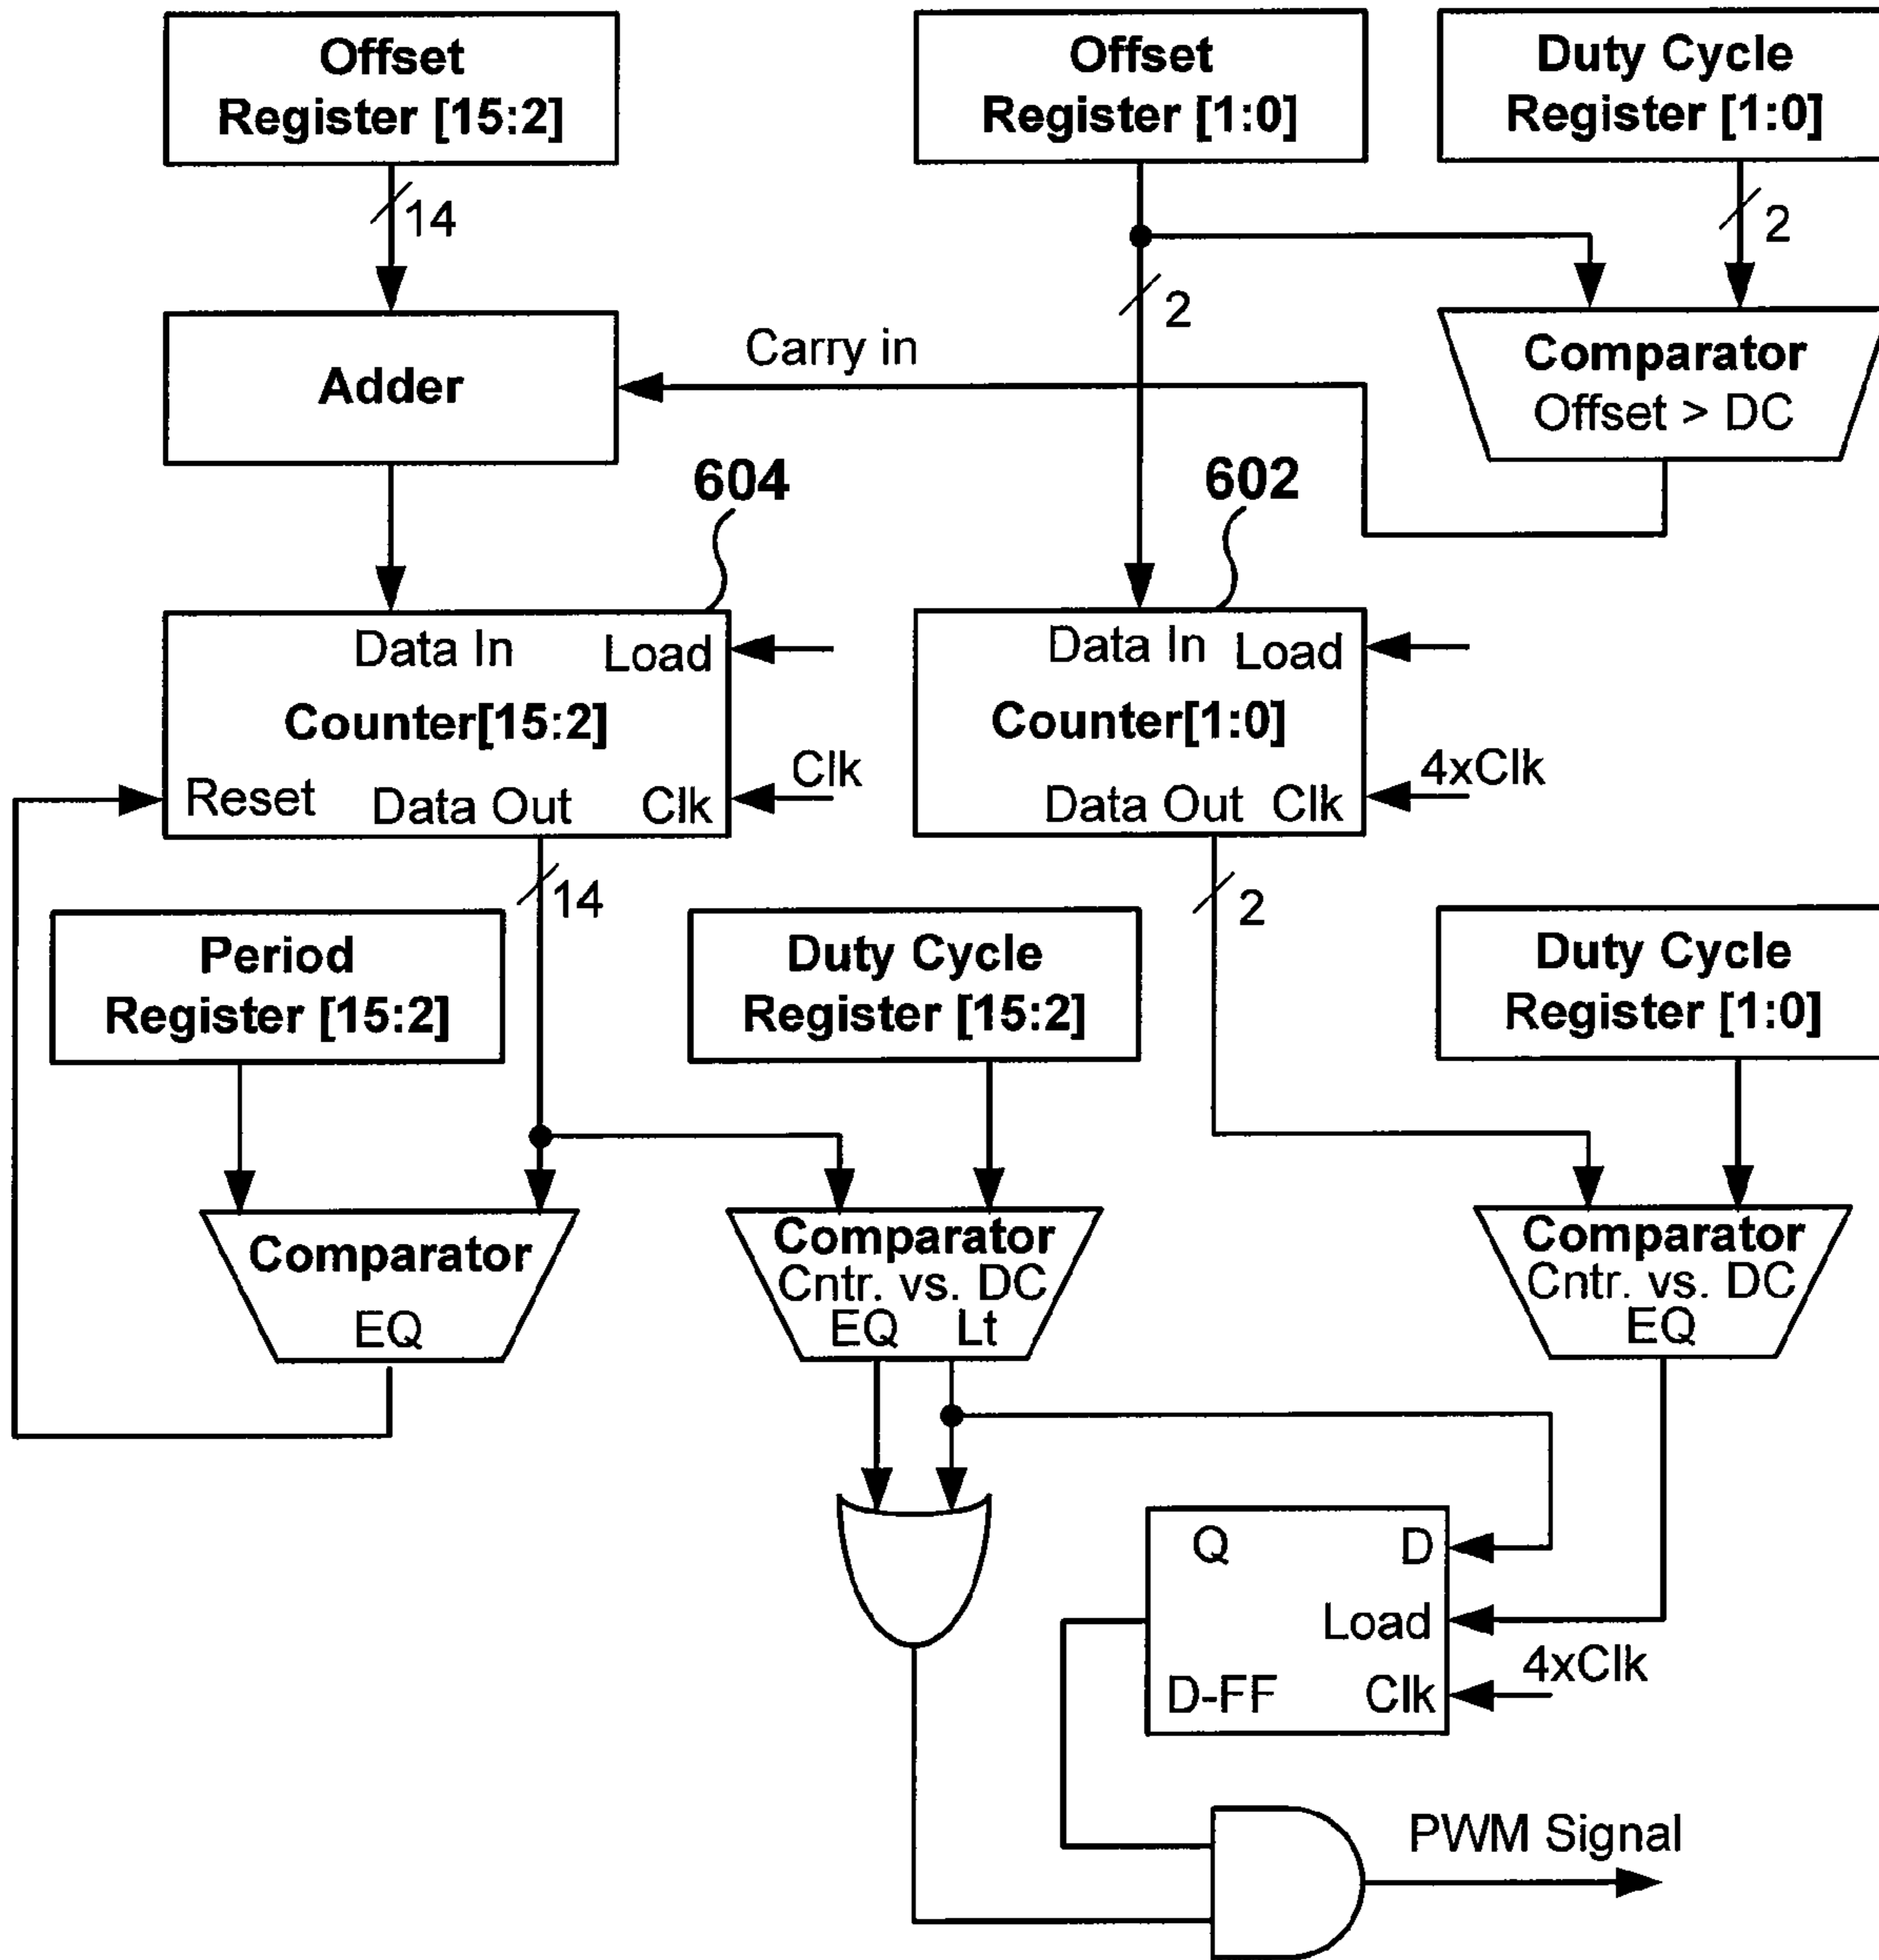 Offset
Register [15:2]
Offset
Register [1:0]
Duty Cycle
Register [1:0]
14
2
2
Adder
Carry in
Comparator
Offset > DC
604
602
Data In
Load
Counter[15:2]
Clk
Reset
Data Out
Clk
Data In
Load
Counter[1:0]
4xClk
Data Out
Clk
14
2
Period
Register [15:2]
Duty Cycle
Register [15:2]
Duty Cycle
Register [1:0]
Comparator
EQ
Comparator
Cntr. vs. DC
EQ Lt
Comparator
Cntr. vs. DC
EQ
Q
D
Load
4xClk
D-FF
Clk
PWM Signal